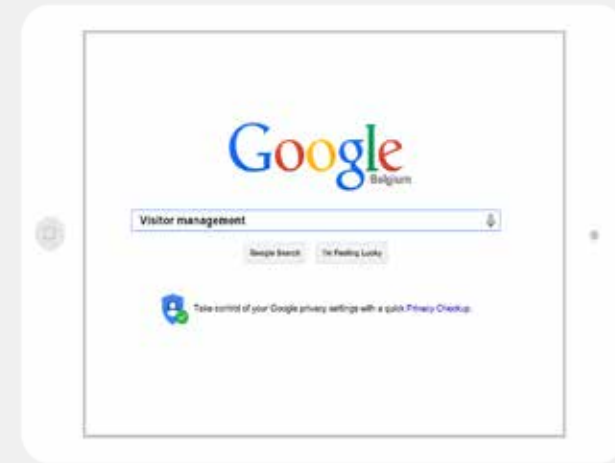 Google
Belgium
Visitor management
Google Search I'm Feeling Lucky
Take control of your Google privacy settings with a quick Privacy Checkup.